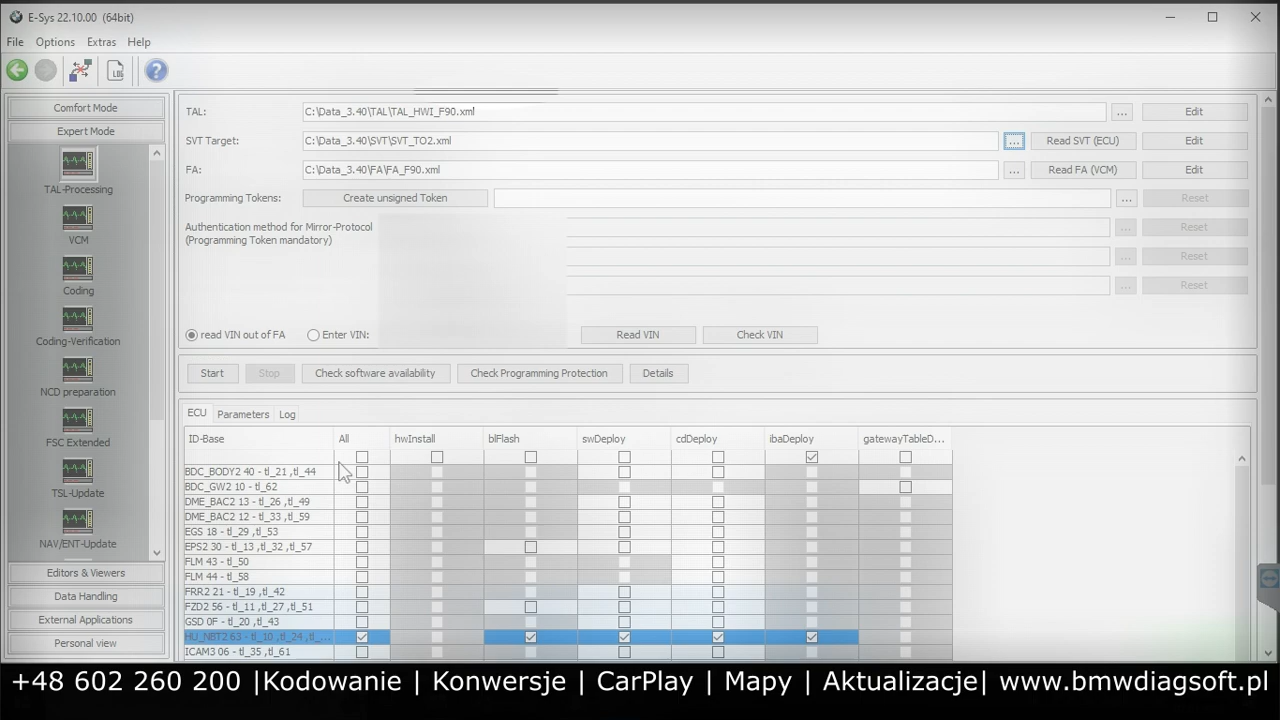 E-Sys 22.10.00 (64bit)
File Options Extras Help
LOG
?
Comfort Mode
Expert Mode
TAL-Processing
VCM
Coding
Coding-Verification
NCD preparation
FSC Extended
TSL-Update
NAV/ENT-Update
Editors & Viewers
Data Handling
External Applications
Personal view
TAL: C:\Data_3.40\TAL\TAL_HWI_F90.xml ... Edit
SVT Target: C:\Data_3.40\SVT\SVT_TO2.xml ... Read SVT (ECU) Edit
FA: C:\Data_3.40\FA\FA_F90.xml ... Read FA (VCM) Edit
Programming Tokens: Create unsigned Token ... Reset
Authentication method for Mirror-Protocol ... Reset
(Programming Token mandatory)
... Reset
... Reset
read VIN out of FA Enter VIN: Read VIN Check VIN
Start Stop Check software availability Check Programming Protection Details
ECU Parameters Log
ID-Base All hwInstall blFlash swDeploy cdDeploy ibaDeploy gatewayTableD...
BDC_BODY2 40 - tl_21 ,tl_44
BDC_GW2 10 - tl_62
DME_BAC2 13 - tl_26 ,tl_49
DME_BAC2 12 - tl_33 ,tl_59
EGS 18 - tl_29 ,tl_53
EPS2 30 - tl_13 ,tl_32 ,tl_57
FLM 43 - tl_50
FLM 44 - tl_58
FRR2 21 - tl_19 ,tl_42
FZD2 56 - tl_11 ,tl_27 ,tl_51
GSD 0F - tl_20 ,tl_43
HU_NBT2 63 - tl_10 ,tl_24 ,tl_...
ICAM3 06 - tl_35 ,tl_61
+48 602 260 200 |Kodowanie | Konwersje | CarPlay | Mapy | Aktualizacje| www.bmwdiagsoft.pl